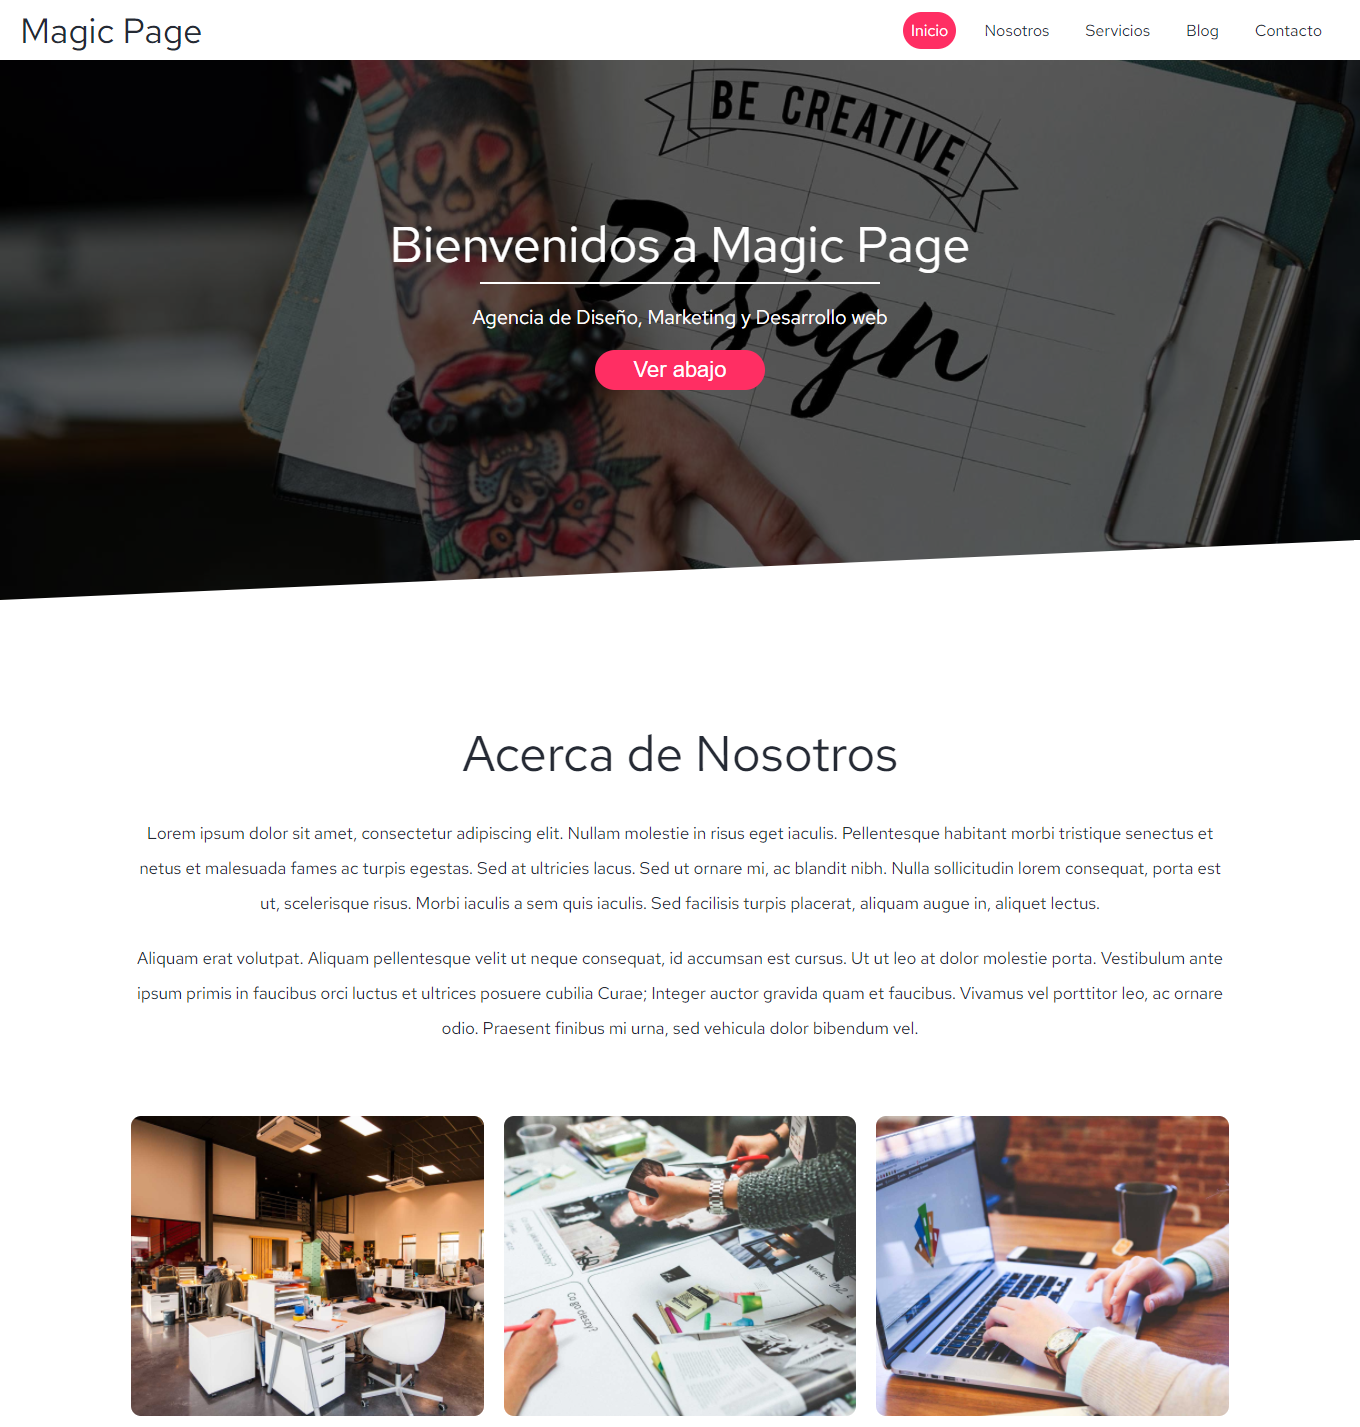 Magic Page
Inicio
Nosotros
Servicios
Blog
Contacto
BE CREATIVE
Design
Bienvenidos a Magic Page
Agencia de Diseño, Marketing y Desarrollo web
Ver abajo
Acerca de Nosotros
Lorem ipsum dolor sit amet, consectetur adipiscing elit. Nullam molestie in risus eget iaculis. Pellentesque habitant morbi tristique senectus et
netus et malesuada fames ac turpis egestas. Sed at ultricies lacus. Sed ut ornare mi, ac blandit nibh. Nulla sollicitudin lorem consequat, porta est
ut, scelerisque risus. Morbi iaculis a sem quis iaculis. Sed facilisis turpis placerat, aliquam augue in, aliquet lectus.
Aliquam erat volutpat. Aliquam pellentesque velit ut neque consequat, id accumsan est cursus. Ut ut leo at dolor molestie porta. Vestibulum ante
ipsum primis in faucibus orci luctus et ultrices posuere cubilia Curae; Integer auctor gravida quam et faucibus. Vivamus vel porttitor leo, ac ornare
odio. Praesent finibus mi urna, sed vehicula dolor bibendum vel.
Co go cieszy?